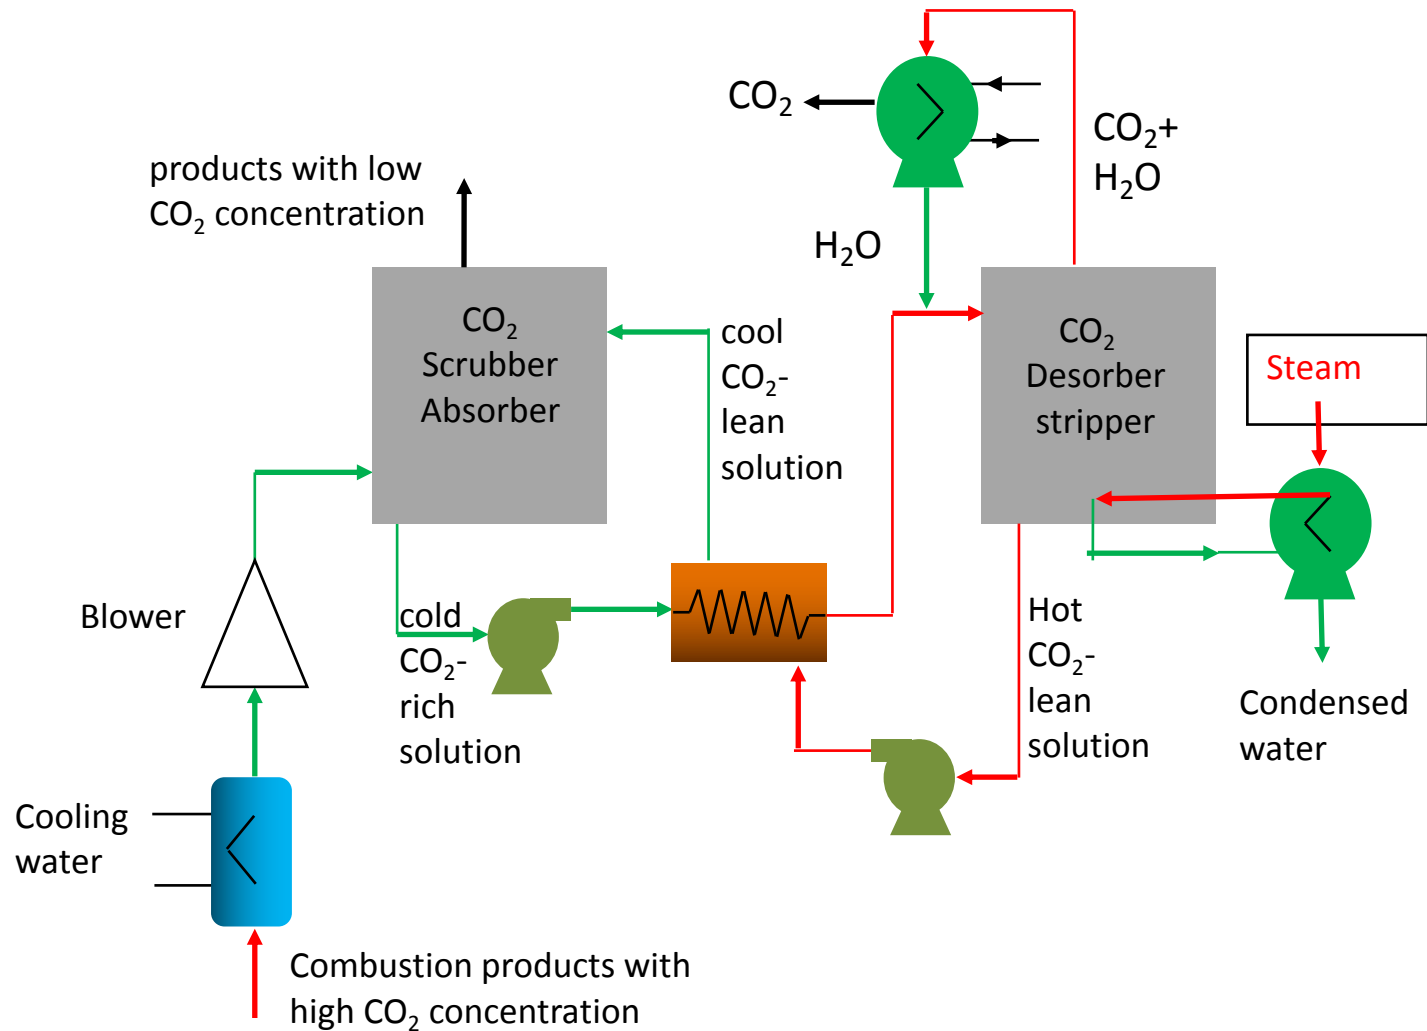 CO₂
CO₂+
H₂O
products with low
CO₂ concentration
H₂O
CO₂
Scrubber
Absorber
cool
CO₂-
lean
solution
CO₂
Desorber
stripper
Steam
Blower
cold
CO₂-
rich
solution
Hot
CO₂-
lean
solution
Condensed
water
Cooling
water
Combustion products with
high CO₂ concentration